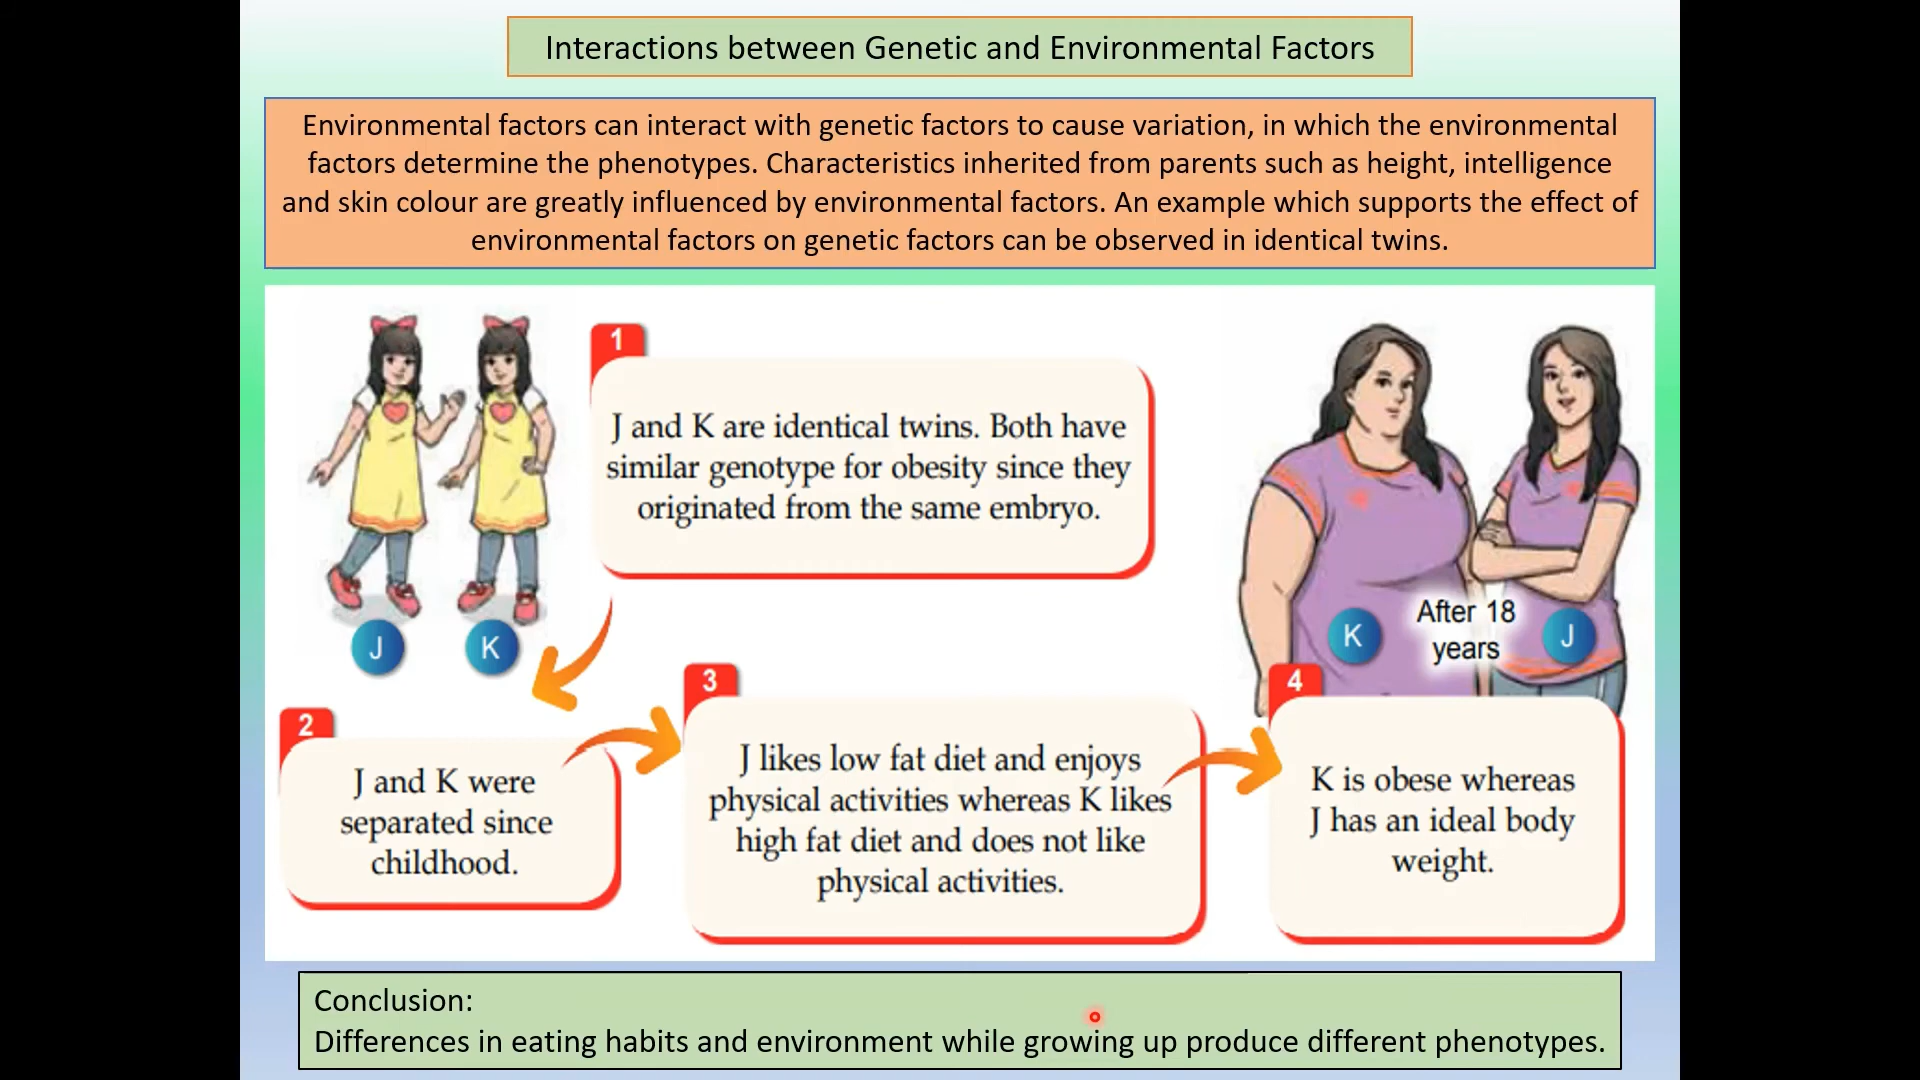 Interactions between Genetic and Environmental Factors
Environmental factors can interact with genetic factors to cause variation, in which the environmental
factors determine the phenotypes. Characteristics inherited from parents such as height, intelligence
and skin colour are greatly influenced by environmental factors. An example which supports the effect of
environmental factors on genetic factors can be observed in identical twins.
1
J and K are identical twins. Both have
similar genotype for obesity since they
originated from the same embryo.
J
K
2
J and K were
separated since
childhood.
3
J likes low fat diet and enjoys
physical activities whereas K likes
high fat diet and does not like
physical activities.
K
After 18
years
J
4
K is obese whereas
J has an ideal body
weight.
Conclusion:
Differences in eating habits and environment while growing up produce different phenotypes.